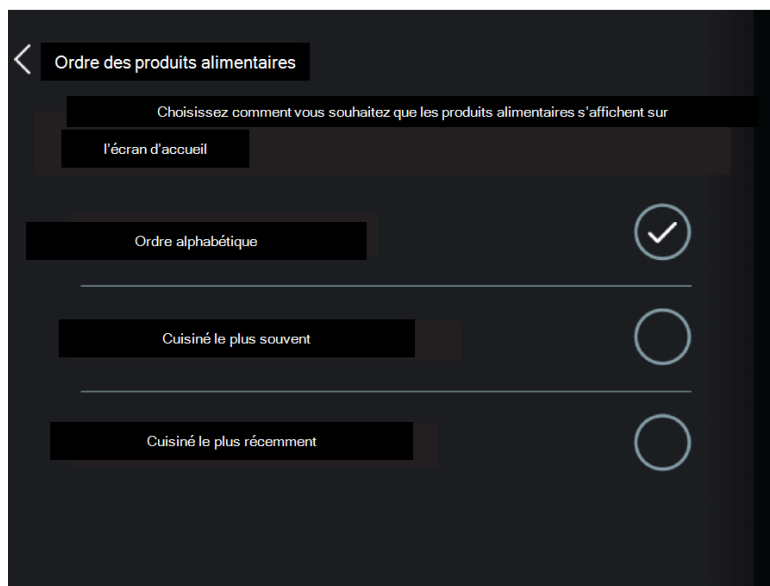 Ordre des produits alimentaires
Choisissez comment vous souhaitez que les produits alimentaires s'affichent sur
l'écran d'accueil
Ordre alphabétique
Cuisiné le plus souvent
Cuisiné le plus récemment